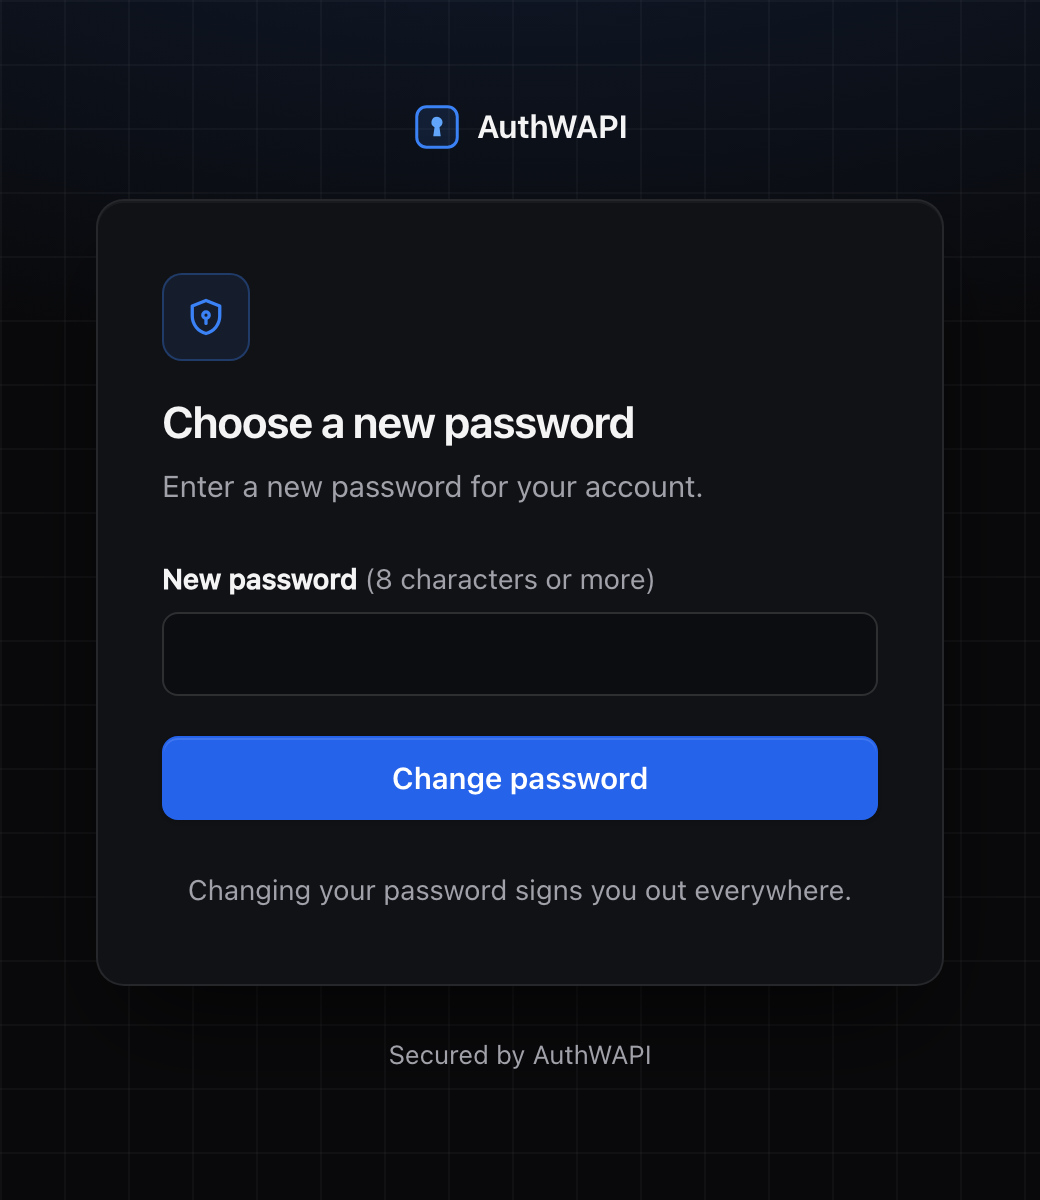 AuthWAPI
Choose a new password
Enter a new password for your account.
New password (8 characters or more)
Change password
Changing your password signs you out everywhere.
Secured by AuthWAPI